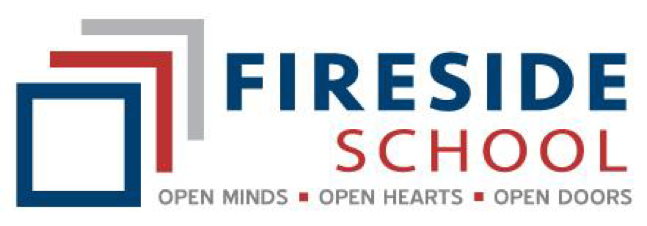 FIRESIDE
SCHOOL
OPEN MINDS ▪ OPEN HEARTS ▪ OPEN DOORS